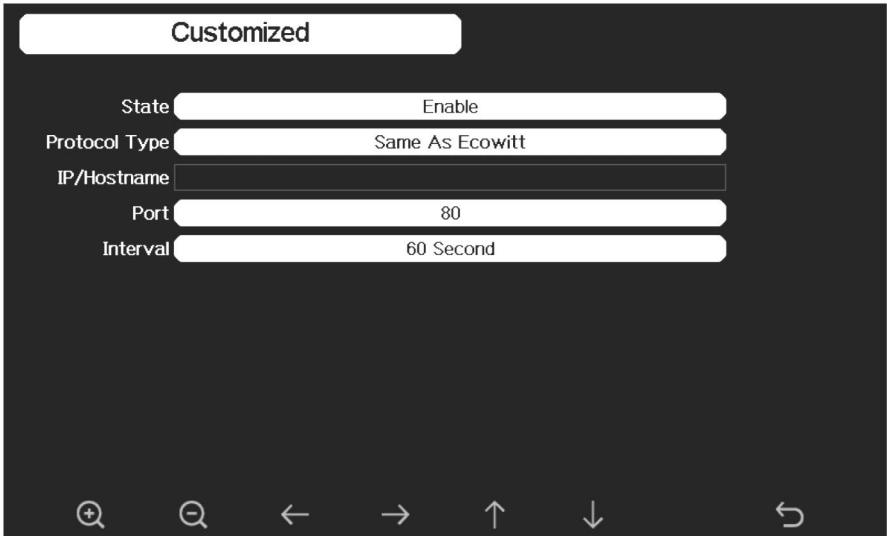 Customized
State Enable
Protocol Type Same As Ecowitt
IP/Hostname
Port 80
Interval 60 Second